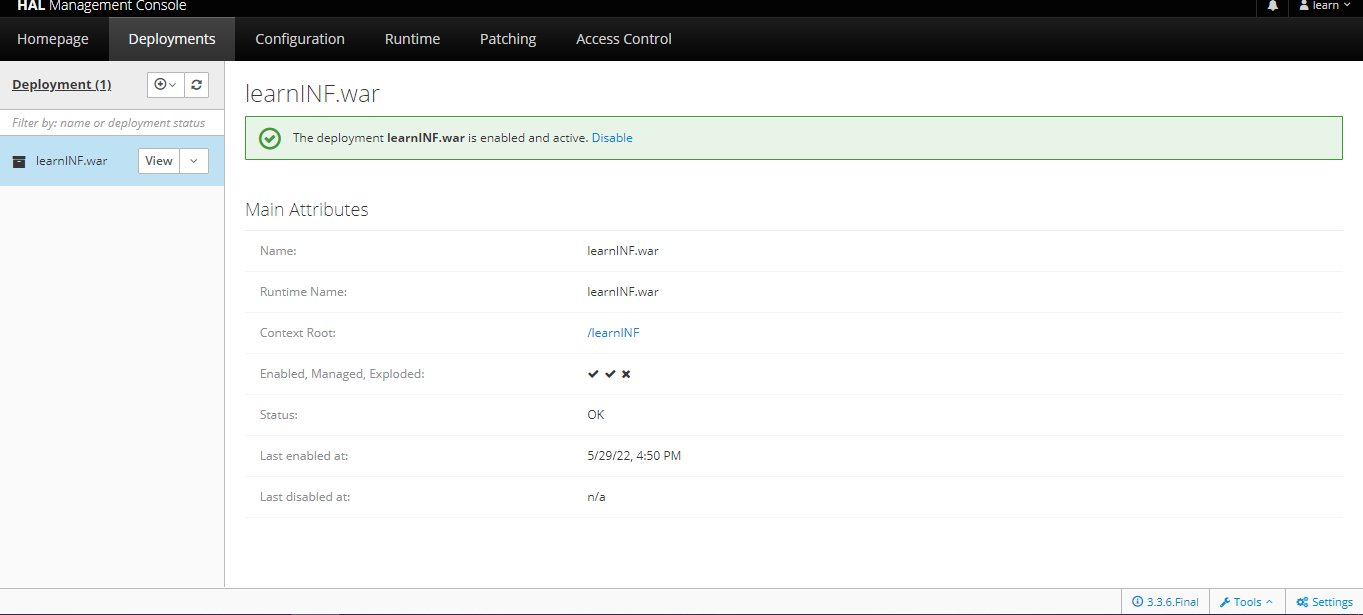 HAL Management Console
learn
Homepage Deployments Configuration Runtime Patching Access Control
Deployment (1)
Filter by: name or deployment status
learnINF.war View
learnINF.war
The deployment learnINF.war is enabled and active. Disable
Main Attributes
Name: learnINF.war
Runtime Name: learnINF.war
Context Root: /learnINF
Enabled, Managed, Exploded:
Status: OK
Last enabled at: 5/29/22, 4:50 PM
Last disabled at: n/a
3.3.6.Final Tools Settings